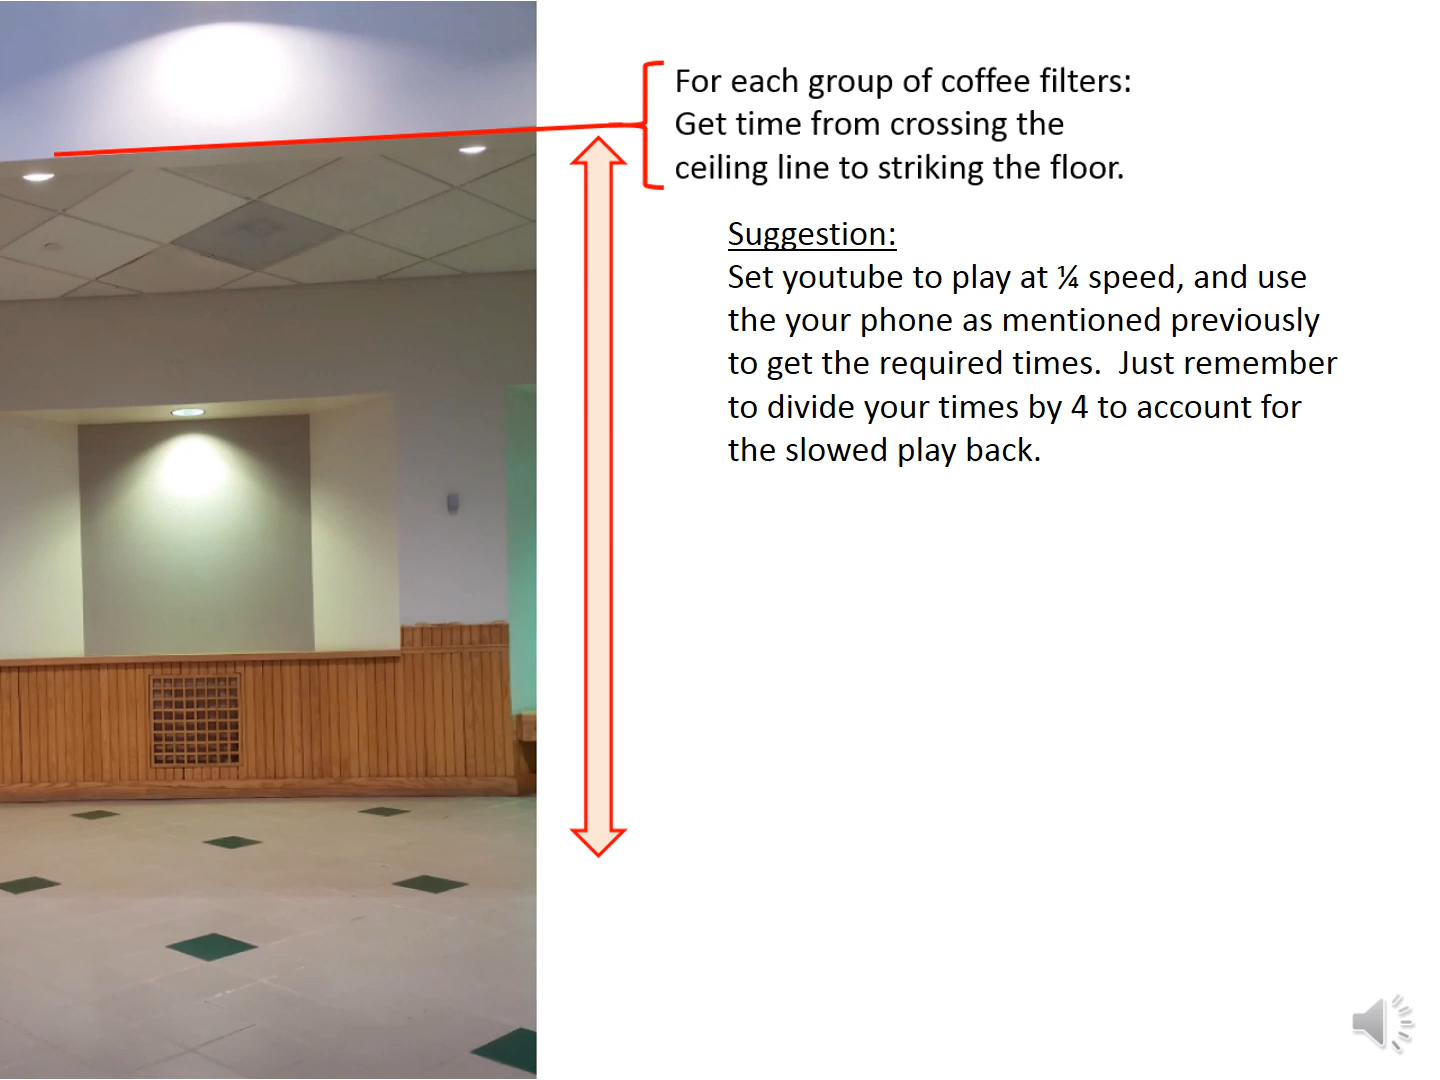 For each group of coffee filters:
Get time from crossing the
ceiling line to striking the floor.
Suggestion:
Set youtube to play at ¼ speed, and use
the your phone as mentioned previously
to get the required times.  Just remember
to divide your times by 4 to account for
the slowed play back.